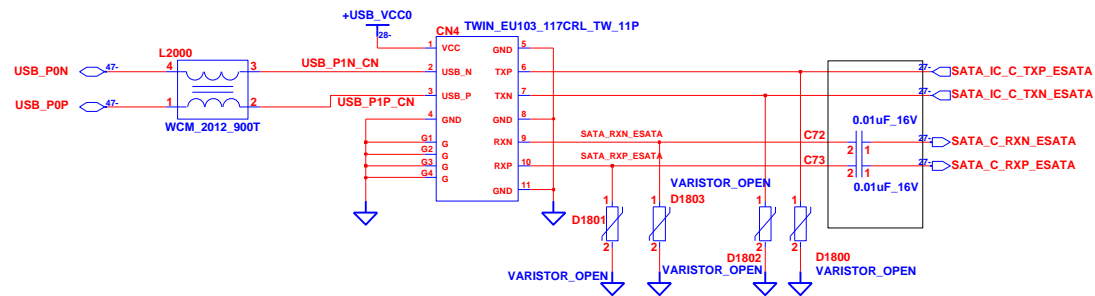 +USB_VCC0
28-
CN4
TWIN_EU103_117CRL_TW_11P
L2000
USB_P0N
47-
4
3
USB_P1N_CN
USB_P0P
47-
1
2
USB_P1P_CN
WCM_2012_900T
1
VCC
GND
5
2
USB_N
TXP
6
3
USB_P
TXN
7
4
GND
GND
8
G1
G
RXN
9
G2
G
G3
G
RXP
10
G4
G
GND
11
SATA_RXN_ESATA
SATA_RXP_ESATA
27-
SATA_IC_C_TXP_ESATA
27-
SATA_IC_C_TXN_ESATA
0.01uF_16V
C72
2
1
27-
SATA_C_RXN_ESATA
C73
2
1
27-
SATA_C_RXP_ESATA
0.01uF_16V
VARISTOR_OPEN
1
D1801
2
1
D1803
2
1
D1802
2
1
D1800
2
VARISTOR_OPEN
VARISTOR_OPEN
VARISTOR_OPEN